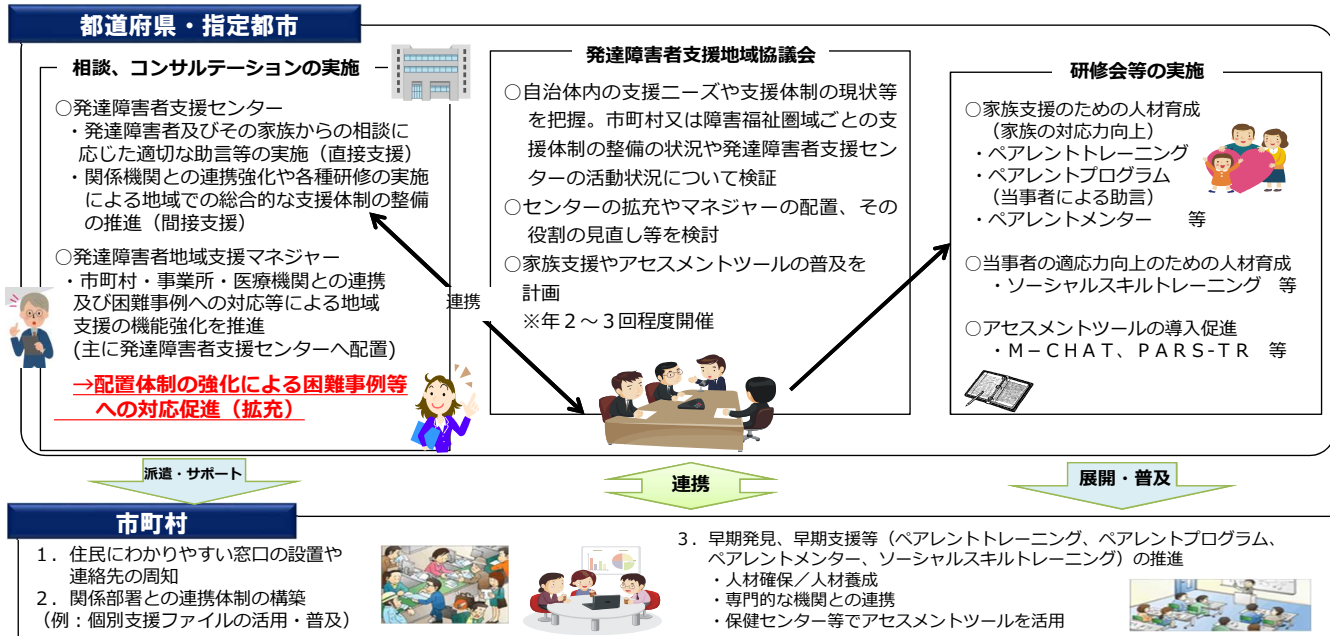 都道府県・指定都市
相談、コンサルテーションの実施
○発達障害者支援センター
・発達障害者及びその家族からの相談に
応じた適切な助言等の実施（直接支援）
・関係機関との連携強化や各種研修の実施
による地域での総合的な支援体制の整備
の推進（間接支援）
○発達障害者地域支援マネジャー
・市町村・事業所・医療機関との連携
及び困難事例への対応等による地域
支援の機能強化を推進
(主に発達障害者支援センターへ配置)
→配置体制の強化による困難事例等
への対応促進（拡充）
連携
発達障害者支援地域協議会
○自治体内の支援ニーズや支援体制の現状等
を把握。市町村又は障害福祉圏域ごとの支
援体制の整備の状況や発達障害者支援セン
ターの活動状況について検証
○センターの拡充やマネジャーの配置、その
役割の見直し等を検討
○家族支援やアセスメントツールの普及を
計画
※年２～３回程度開催
研修会等の実施
○家族支援のための人材育成
（家族の対応力向上）
・ペアレントトレーニング
・ペアレントプログラム
（当事者による助言）
・ペアレントメンター　等
○当事者の適応力向上のための人材育成
・ソーシャルスキルトレーニング　等
○アセスメントツールの導入促進
・Ｍ－ＣＨＡＴ、ＰＡＲＳ-ＴＲ　等
派遣・サポート
連携
展開・普及
市町村
１．住民にわかりやすい窓口の設置や
連絡先の周知
２．関係部署との連携体制の構築
（例：個別支援ファイルの活用・普及）
３．早期発見、早期支援等（ペアレントトレーニング、ペアレントプログラム、
ペアレントメンター、ソーシャルスキルトレーニング）の推進
・人材確保／人材養成
・専門的な機関との連携
・保健センター等でアセスメントツールを活用